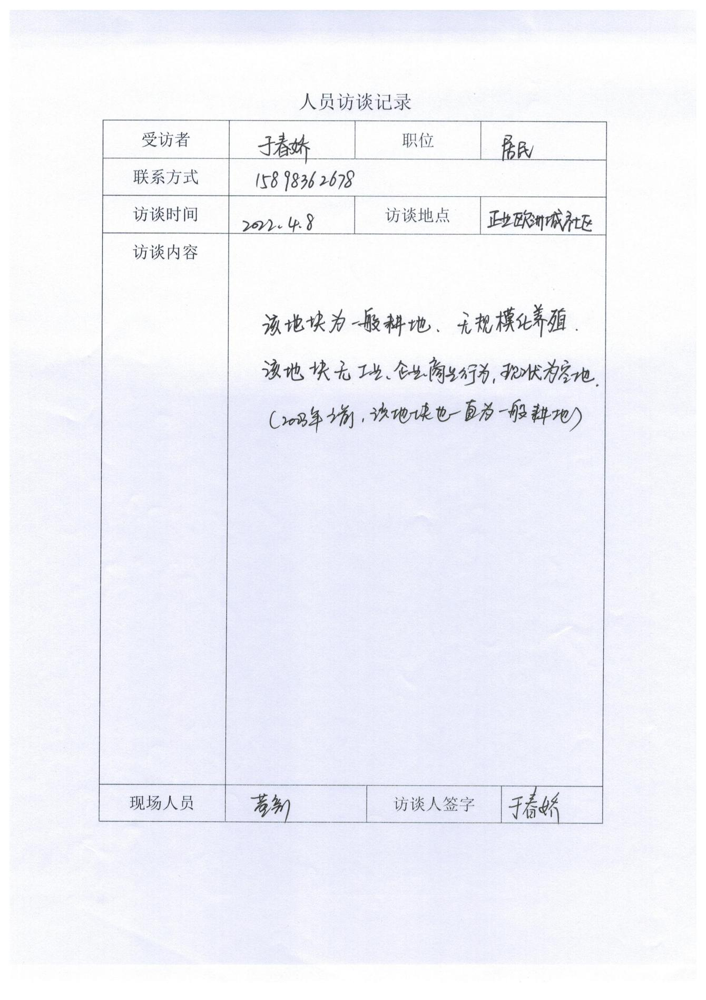 人员访谈记录
受访者 于春娇 职位 居民
联系方式 15898362678
访谈时间 2022.4.8 访谈地点 正业欧洲城社区
访谈内容
该地块为一般耕地、无规模化养殖.
该地块无工业、企业、商业行为,现状为空地.
(2003年之前,该地块也一直为一般耕地)
现场人员 访谈人签字 于春娇